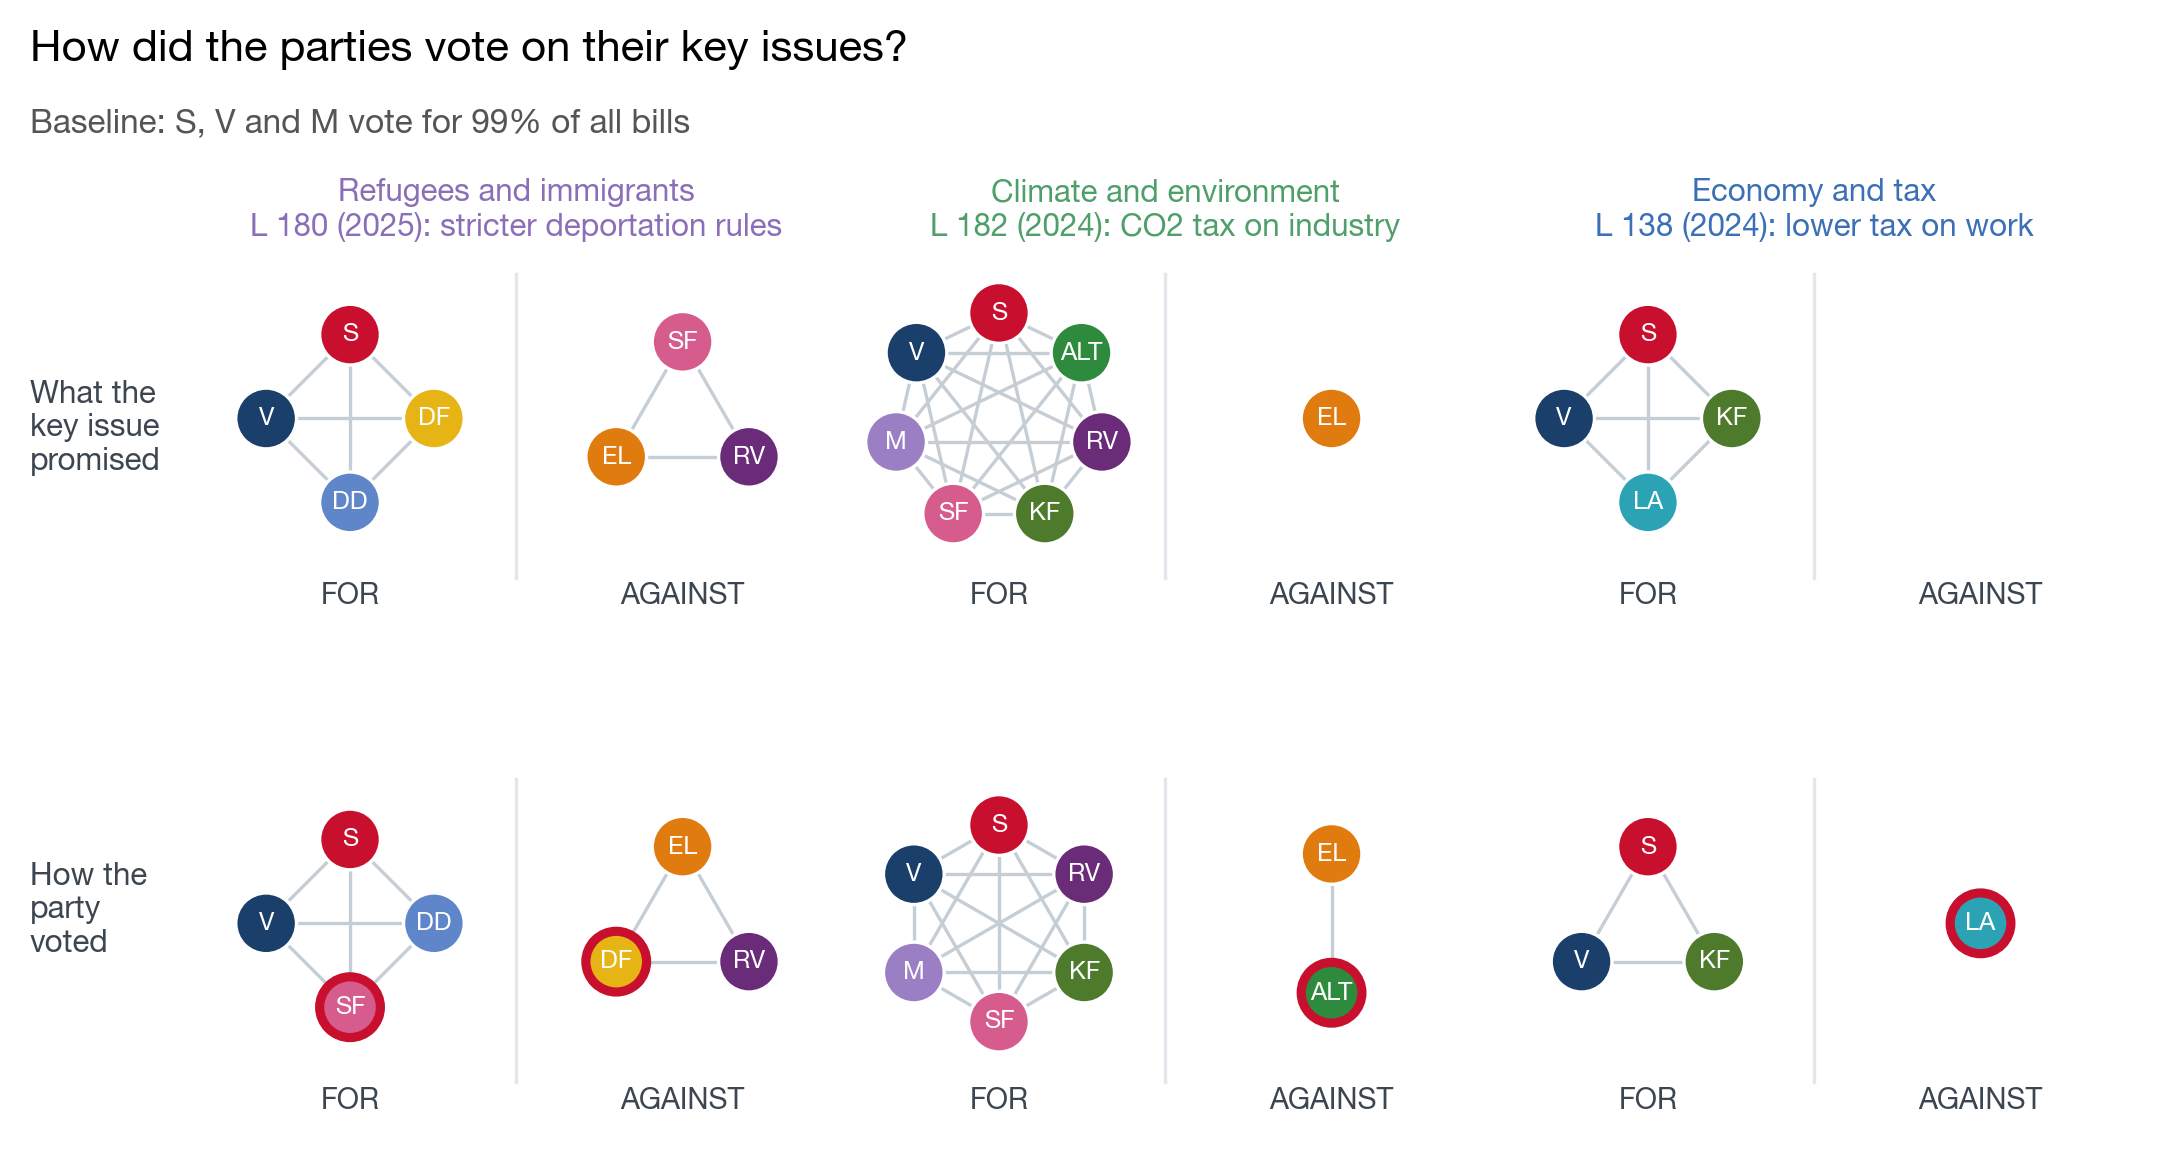 How did the parties vote on their key issues?
Baseline: S, V and M vote for 99% of all bills
Refugees and immigrants
L 180 (2025): stricter deportation rules
Climate and environment
L 182 (2024): CO2 tax on industry
Economy and tax
L 138 (2024): lower tax on work
What the
key issue
promised
S
V
DF
DD
FOR
SF
EL
RV
AGAINST
S
V
ALT
M
RV
SF
KF
FOR
EL
AGAINST
S
V
KF
LA
FOR
AGAINST
How the
party
voted
S
V
DD
SF
FOR
EL
DF
RV
AGAINST
S
V
RV
M
KF
SF
FOR
EL
ALT
AGAINST
S
V
KF
FOR
LA
AGAINST